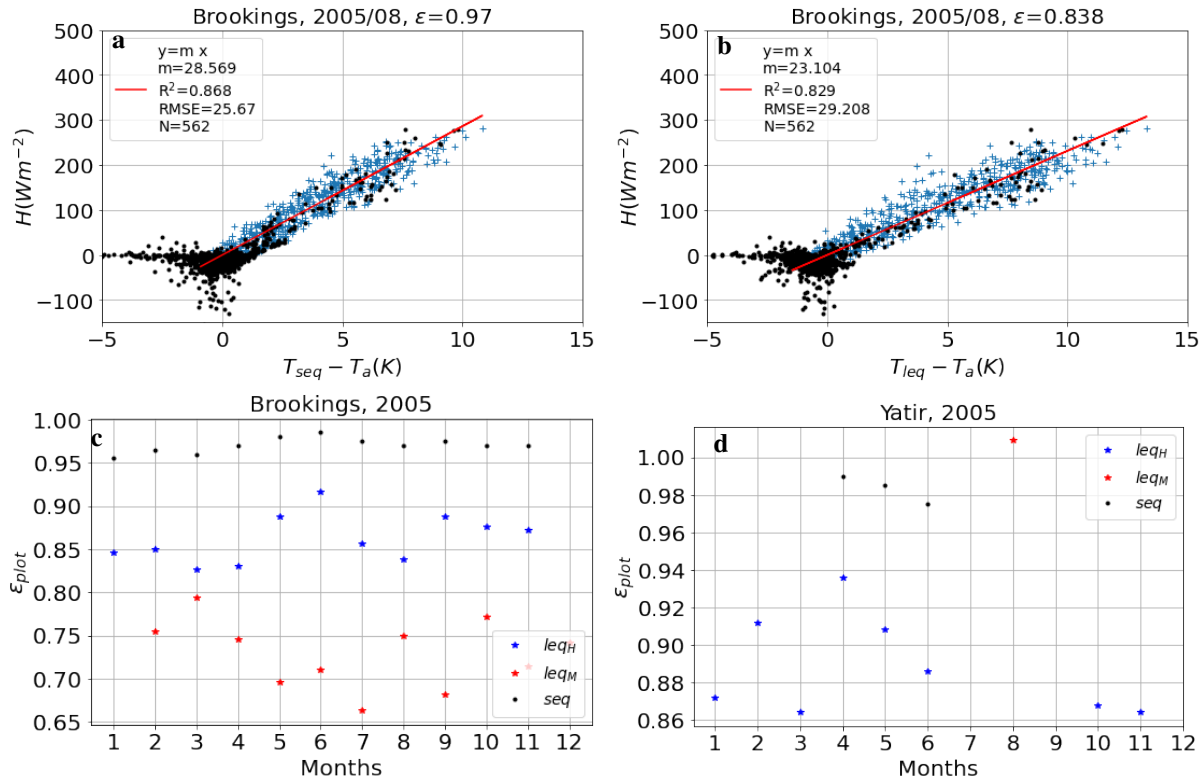 Brookings, 2005/08, ε=0.97
a
y=m x
m=28.569
R²=0.868
RMSE=25.67
N=562
500
400
300
200
100
0
−100
H(Wm⁻²)
−5
0
5
10
15
T_seq − T_a(K)
Brookings, 2005/08, ε=0.838
b
y=m x
m=23.104
R²=0.829
RMSE=29.208
N=562
500
400
300
200
100
0
−100
H(Wm⁻²)
−5
0
5
10
15
T_leq − T_a(K)
Brookings, 2005
c
1.00
0.95
0.90
0.85
0.80
0.75
0.70
0.65
ε_plot
leq_H
leq_M
seq
1 2 3 4 5 6 7 8 9 10 11 12
Months
Yatir, 2005
d
1.00
0.98
0.96
0.94
0.92
0.90
0.88
0.86
ε_plot
leq_H
leq_M
seq
1 2 3 4 5 6 7 8 9 10 11 12
Months